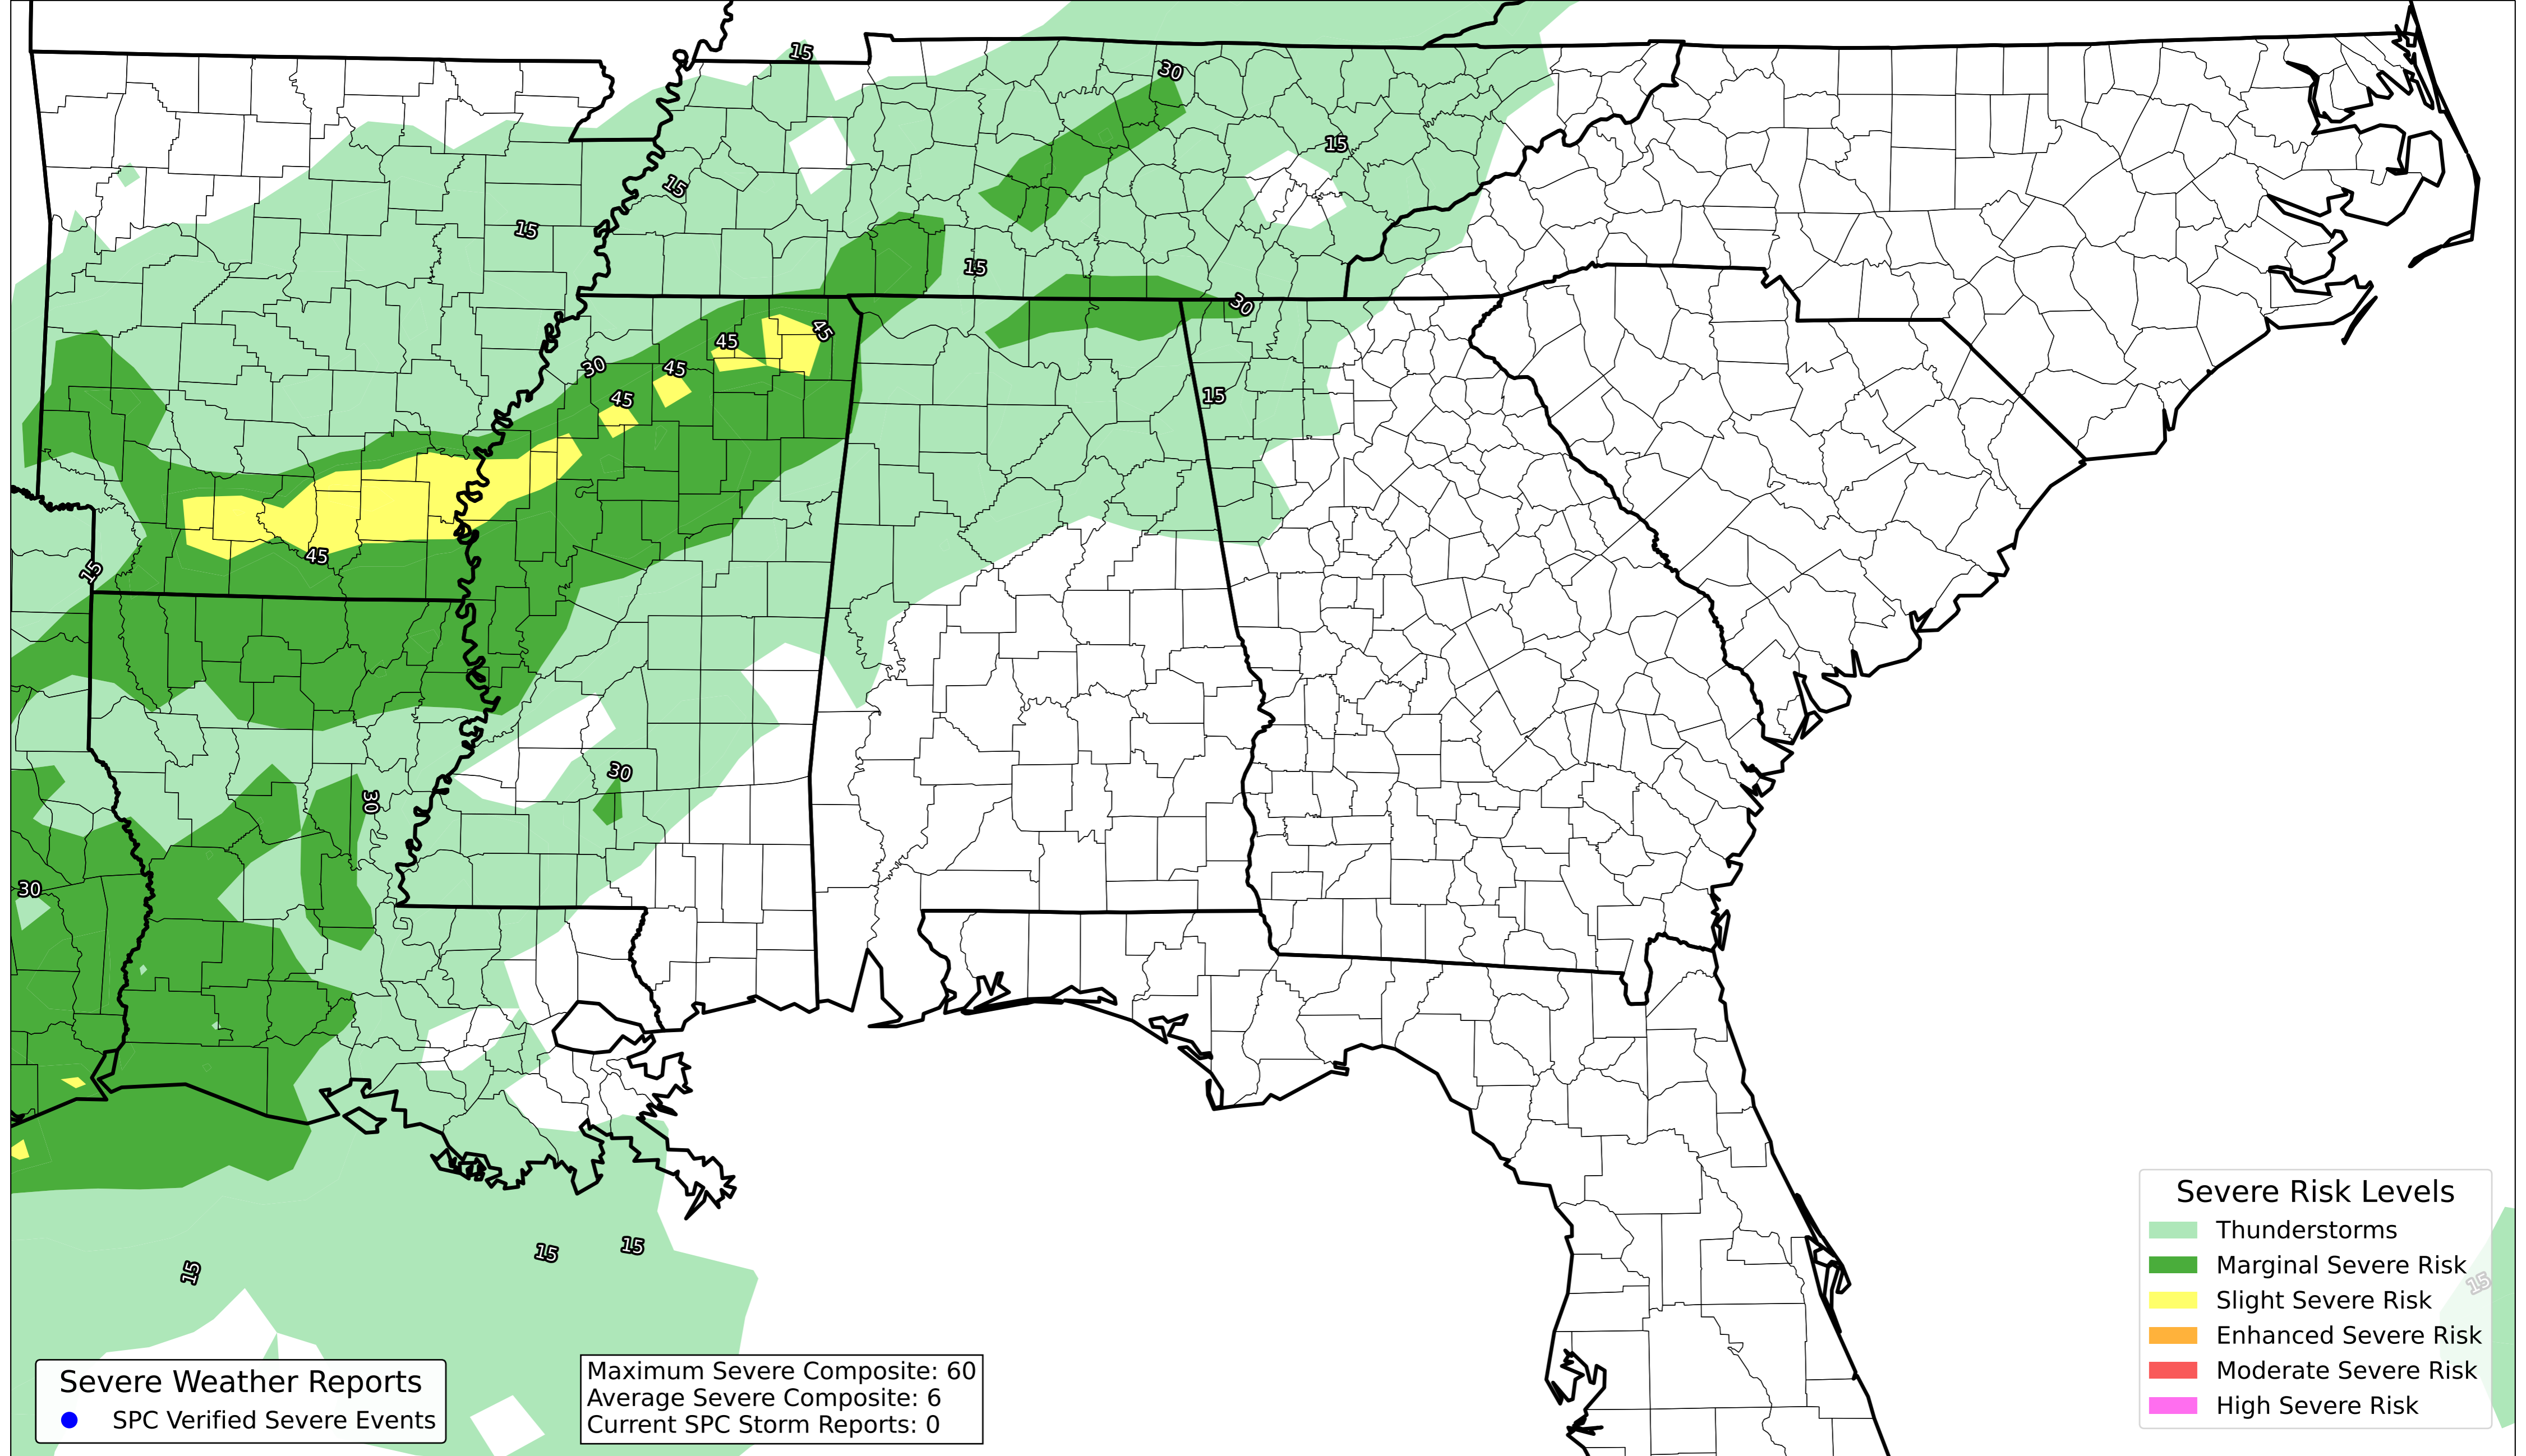 15
30
15
15
15
15
30
45
45
30
45
15
45
45
15
30
30
30
15
15
15
15
Severe Risk Levels
Thunderstorms
Marginal Severe Risk
Slight Severe Risk
Enhanced Severe Risk
Moderate Severe Risk
High Severe Risk
Severe Weather Reports
SPC Verified Severe Events
Maximum Severe Composite: 60
Average Severe Composite: 6
Current SPC Storm Reports: 0